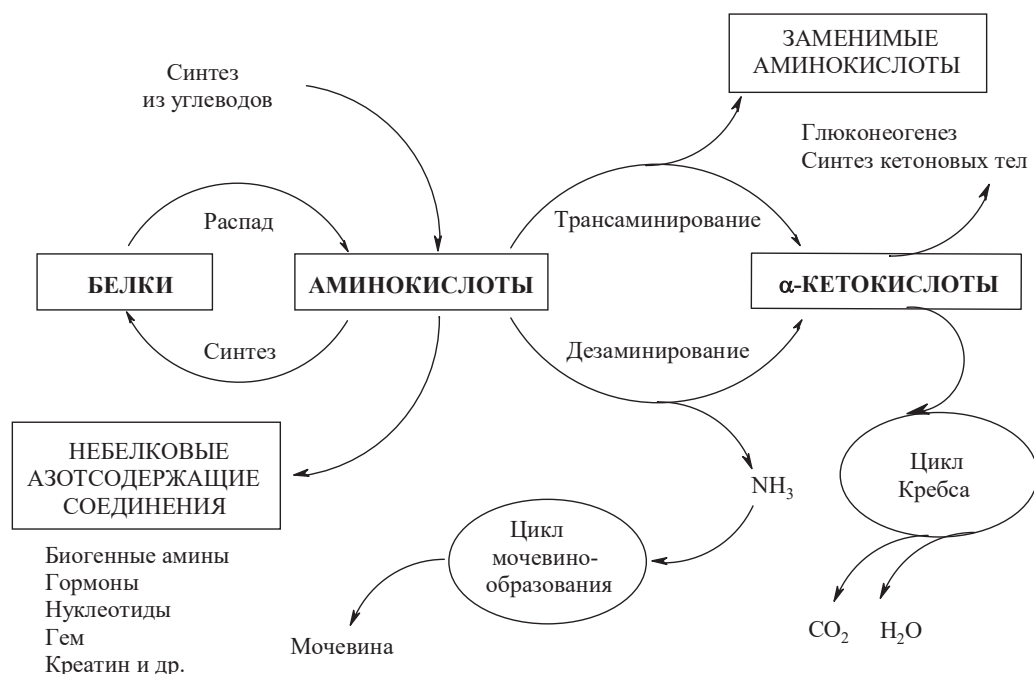 ЗАМЕНИМЫЕ
АМИНОКИСЛОТЫ
Синтез
из углеводов
Глюконеогенез
Синтез кетоновых тел
Распад
Трансаминирование
БЕЛКИ
АМИНОКИСЛОТЫ
α-КЕТОКИСЛОТЫ
Синтез
Дезаминирование
НЕБЕЛКОВЫЕ
АЗОТСОДЕРЖАЩИЕ
СОЕДИНЕНИЯ
Цикл
Кребса
NH₃
Биогенные амины
Гормоны
Нуклеотиды
Гем
Креатин и др.
Цикл
мочевино-
образования
Мочевина
CO₂
H₂O